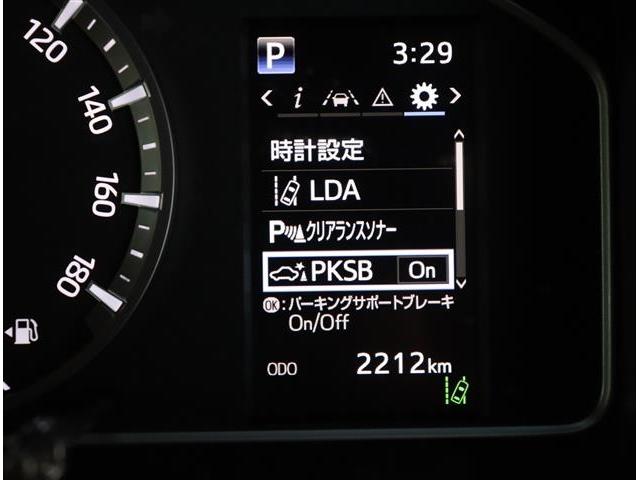 120
140
160
180
P 3:29
i
時計設定
LDA
P クリアランスソナー
PKSB On
OK:パーキングサポートブレーキ
On/Off
ODO 2212km